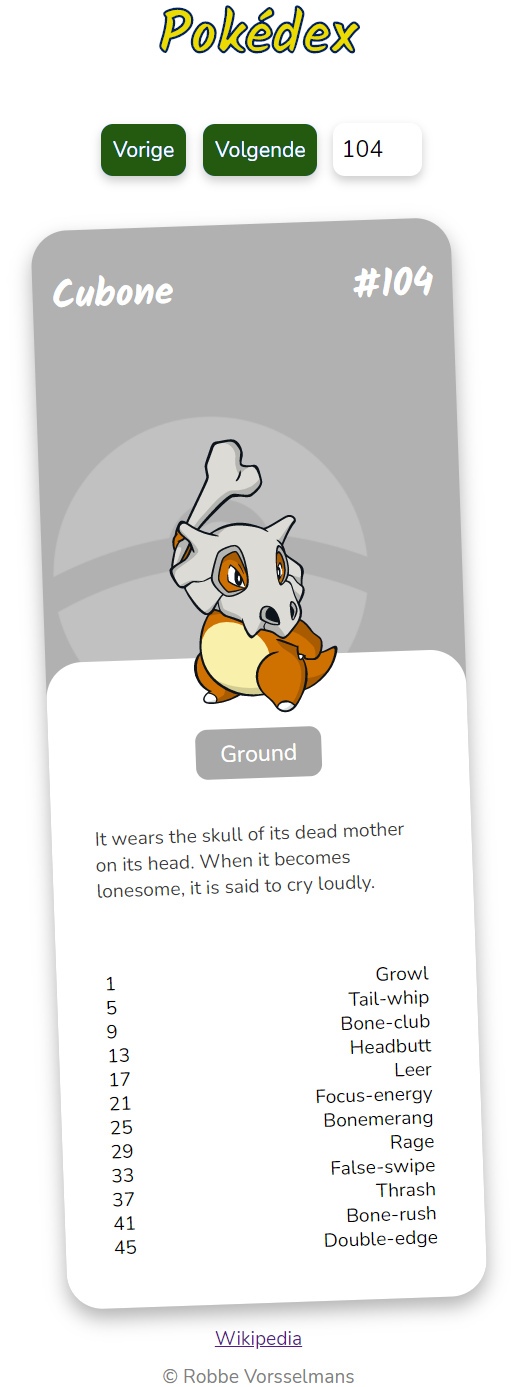 Pokédex
Vorige Volgende 104
Cubone #104
Ground
It wears the skull of its dead mother
on its head. When it becomes
lonesome, it is said to cry loudly.
1 Growl
5 Tail-whip
9 Bone-club
13 Headbutt
17 Leer
21 Focus-energy
25 Bonemerang
29 Rage
33 False-swipe
37 Thrash
41 Bone-rush
45 Double-edge
Wikipedia
© Robbe Vorsselmans